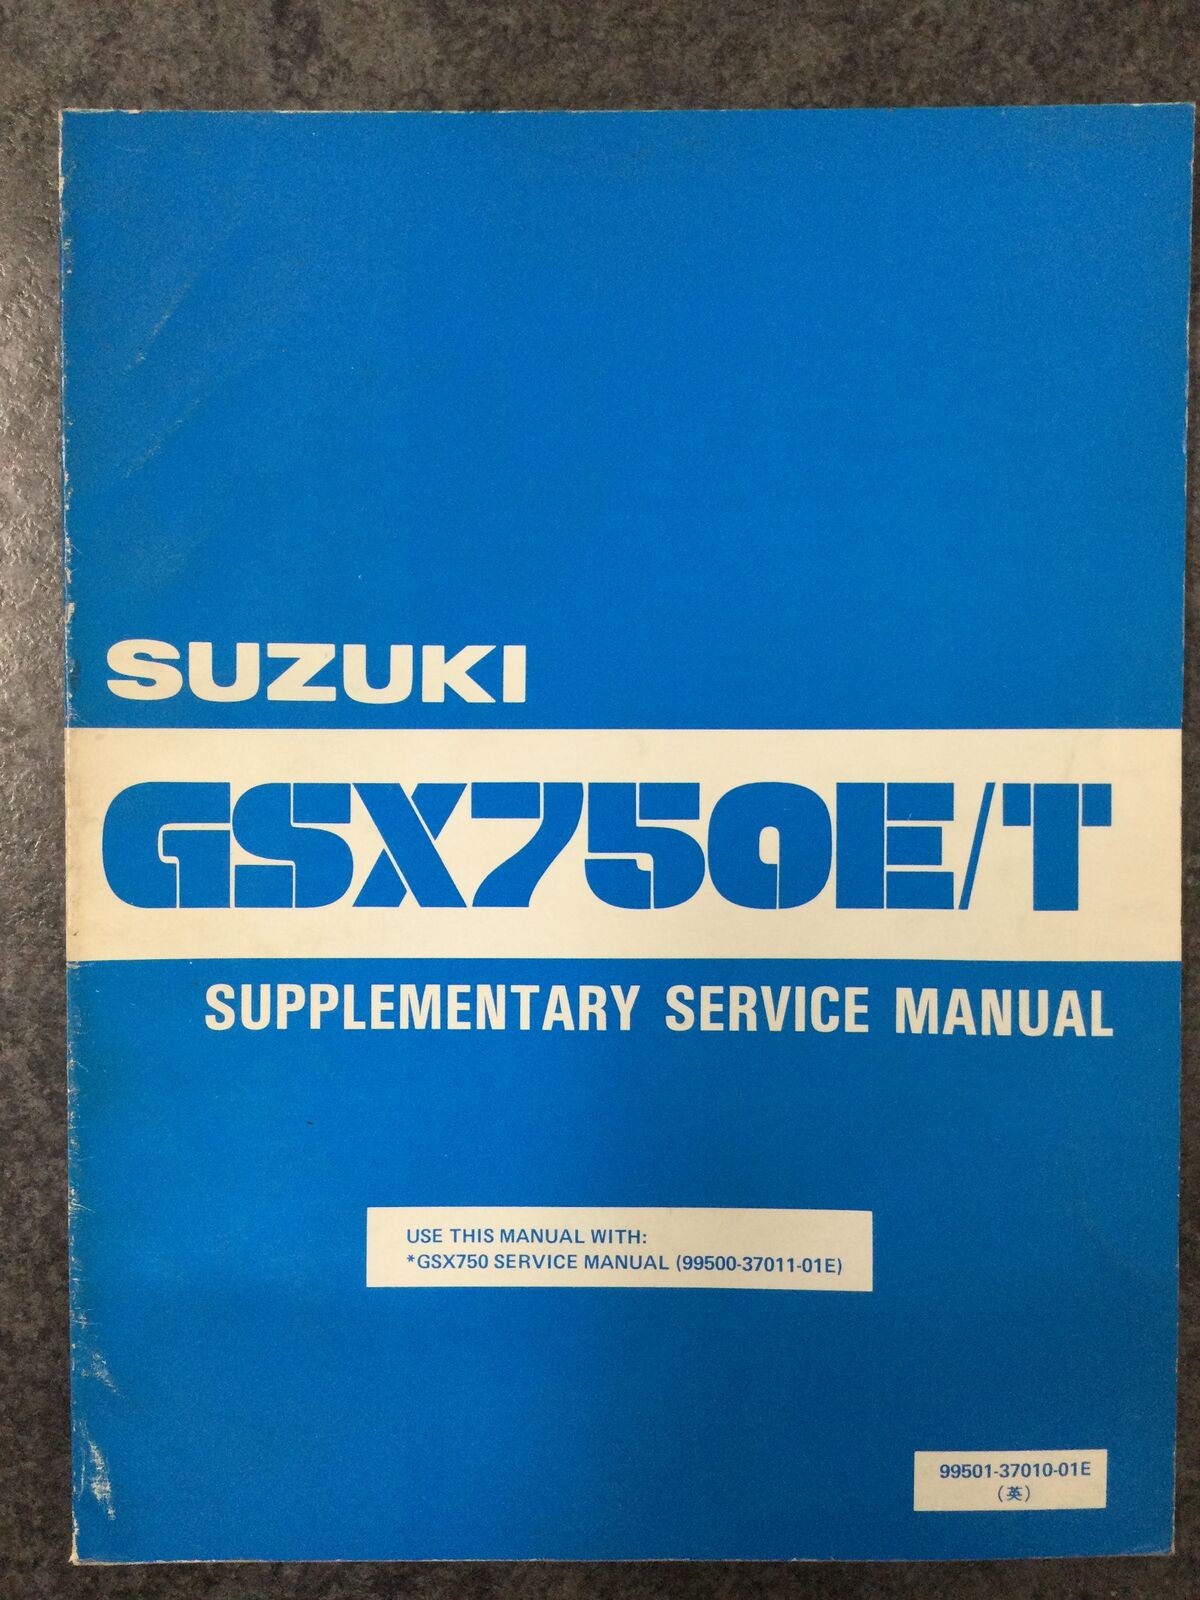 SUZUKI
GSX750E/T
SUPPLEMENTARY SERVICE MANUAL
USE THIS MANUAL WITH:
*GSX750 SERVICE MANUAL (99500-37011-01E)
99501-37010-01E
(英)